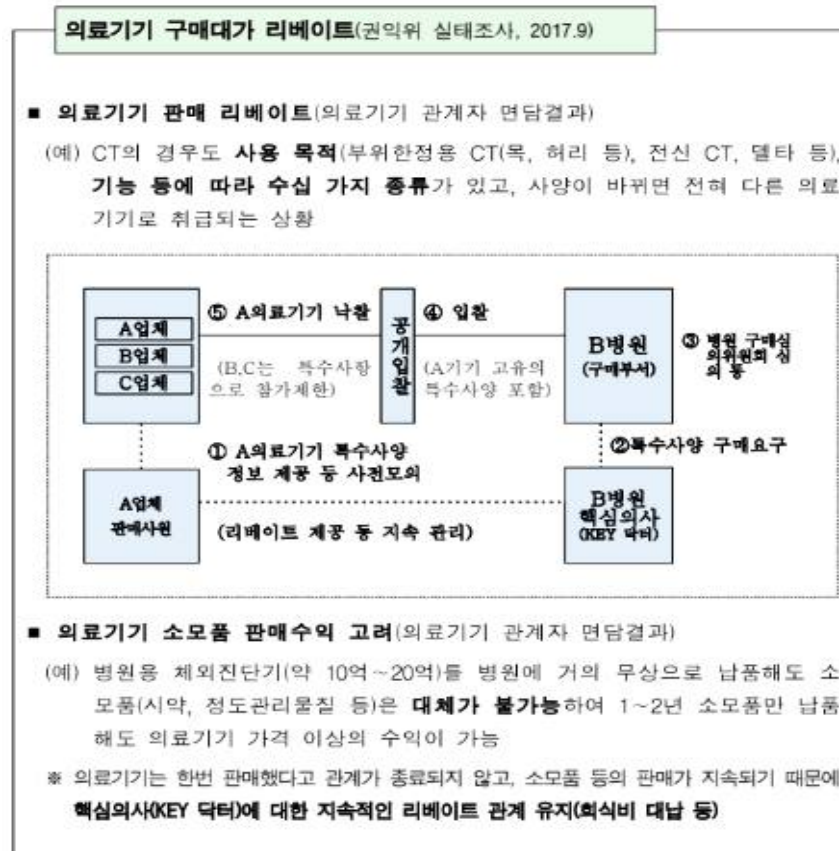 의료기기 구매대가 리베이트(권익위 실태조사, 2017.9)
■ 의료기기 판매 리베이트(의료기기 관계자 면담결과)
(예) CT의 경우도 사용 목적(부위한정용 CT(목, 허리 등), 전신 CT, 델타 등),
기능 등에 따라 수십 가지 종류가 있고, 사양이 바뀌면 전혀 다른 의료
기기로 취급되는 상황
A업체
B업체
C업체
⑤ A의료기기 낙찰
(B,C는 특수사항
으로 참가제한)
공개입찰
④ 입찰
(A기기 고유의
특수사양 포함)
B병원
(구매부서)
③ 병원 구매심
의위원회 심
의 등
① A의료기기 특수사양
정보 제공 등 사전모의
②특수사양 구매요구
A업체
판매사원
(리베이트 제공 등 지속 관리)
B병원
핵심의사
(KEY 닥터)
■ 의료기기 소모품 판매수익 고려(의료기기 관계자 면담결과)
(예) 병원용 체외진단기(약 10억~20억)를 병원에 거의 무상으로 납품해도 소
모품(시약, 정도관리물질 등)은 대체가 불가능하여 1~2년 소모품만 납품
해도 의료기기 가격 이상의 수익이 가능
※ 의료기기는 한번 판매했다고 관계가 종료되지 않고, 소모품 등의 판매가 지속되기 때문에
핵심의사(KEY 닥터)에 대한 지속적인 리베이트 관계 유지(회식비 대납 등)